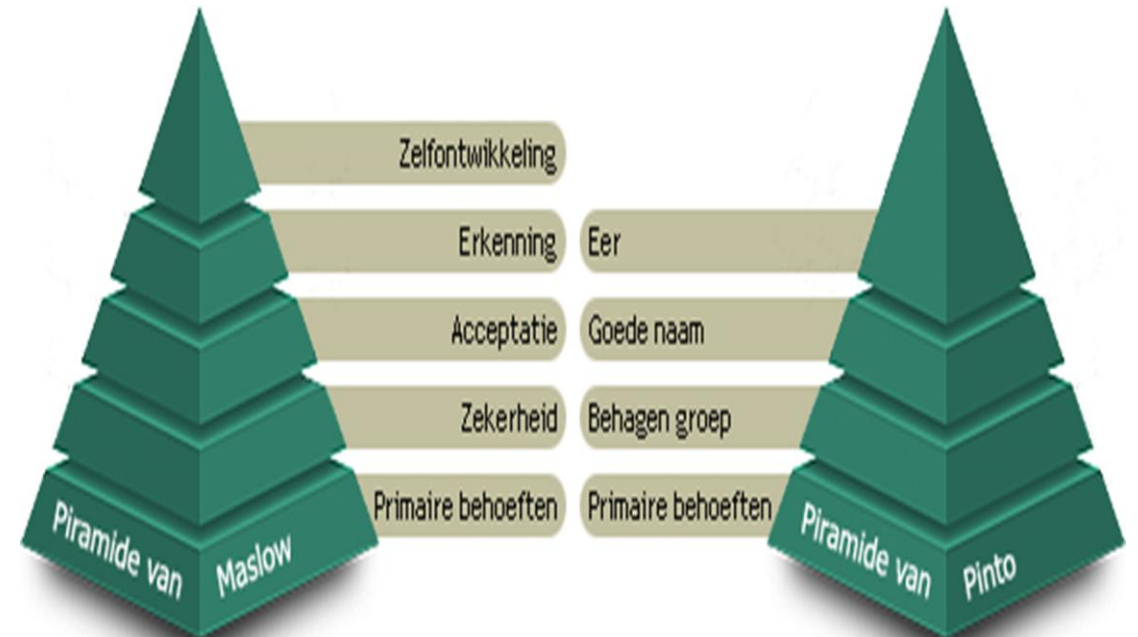 Zelfontwikkeling
Erkenning
Eer
Acceptatie
Goede naam
Zekerheid
Behagen groep
Primaire behoeften
Primaire behoeften
Piramide van
Maslow
Piramide van
Pinto